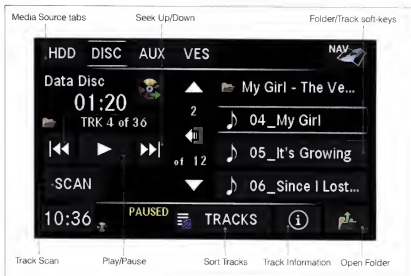 Media Source tabs Seek Up/Down Folder/Track soft-keys
HDD DISC AUX VES NAV
Data Disc
01:20
TRK 4 of 36
SCAN
10:36
PAUSED
2
of 12
My Girl - The Ve...
04_My Girl
05_It's Growing
06_Since I Lost...
TRACKS
i
Track Scan Play/Pause Sort Tracks Track Information Open Folder